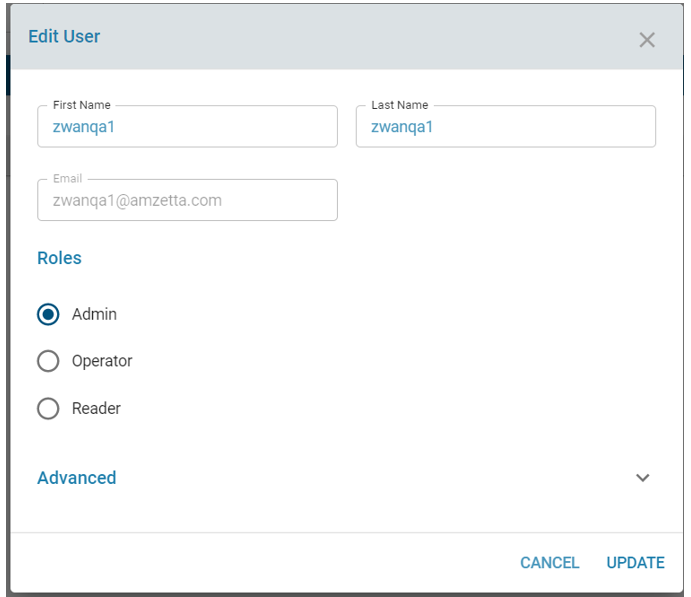 Edit User
First Name
Last Name
zwanqa1
zwanqa1
Email
zwanqa1@amzetta.com
Roles
Admin
Operator
Reader
Advanced
CANCEL UPDATE